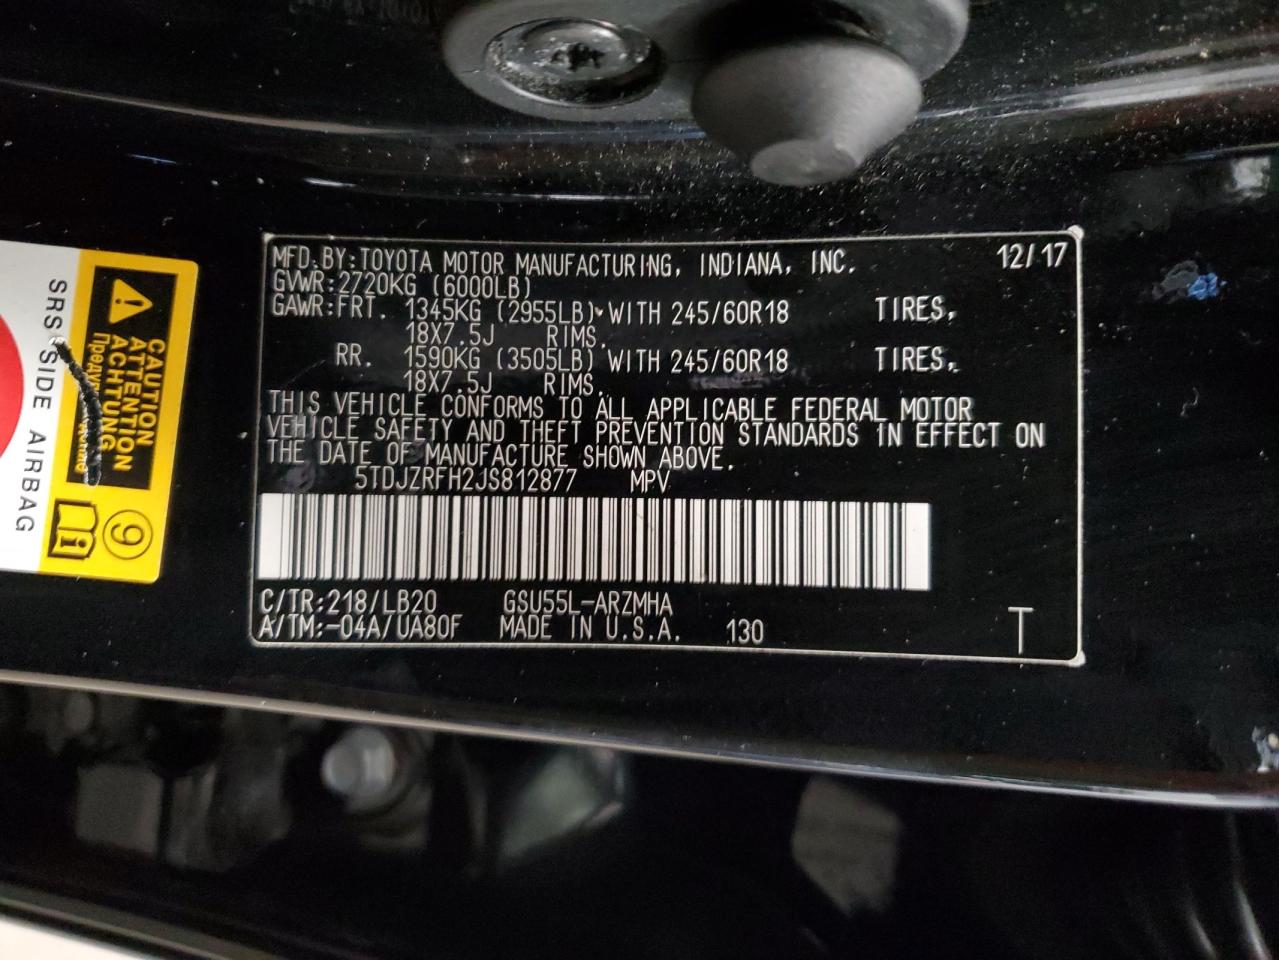 MFD.BY:TOYOTA MOTOR MANUFACTURING, INDIANA, INC. 12/17
GVWR:2720KG (6000LB)
GAWR:FRT. 1345KG (2955LB) WITH 245/60R18 TIRES,
18X7.5J RIMS.
RR. 1590KG (3505LB) WITH 245/60R18 TIRES,
18X7.5J RIMS.
THIS VEHICLE CONFORMS TO ALL APPLICABLE FEDERAL MOTOR
VEHICLE SAFETY AND THEFT PREVENTION STANDARDS IN EFFECT ON
THE DATE OF MANUFACTURE SHOWN ABOVE.
5TDJZRFH2JS812877 MPV
C/TR:218/LB20 GSU55L-ARZMHA
A/TM:-04A/UA80F MADE IN U.S.A. 130 T
CAUTION
ATTENTION
ACHTUNG
SRS SIDE AIRBAG
9